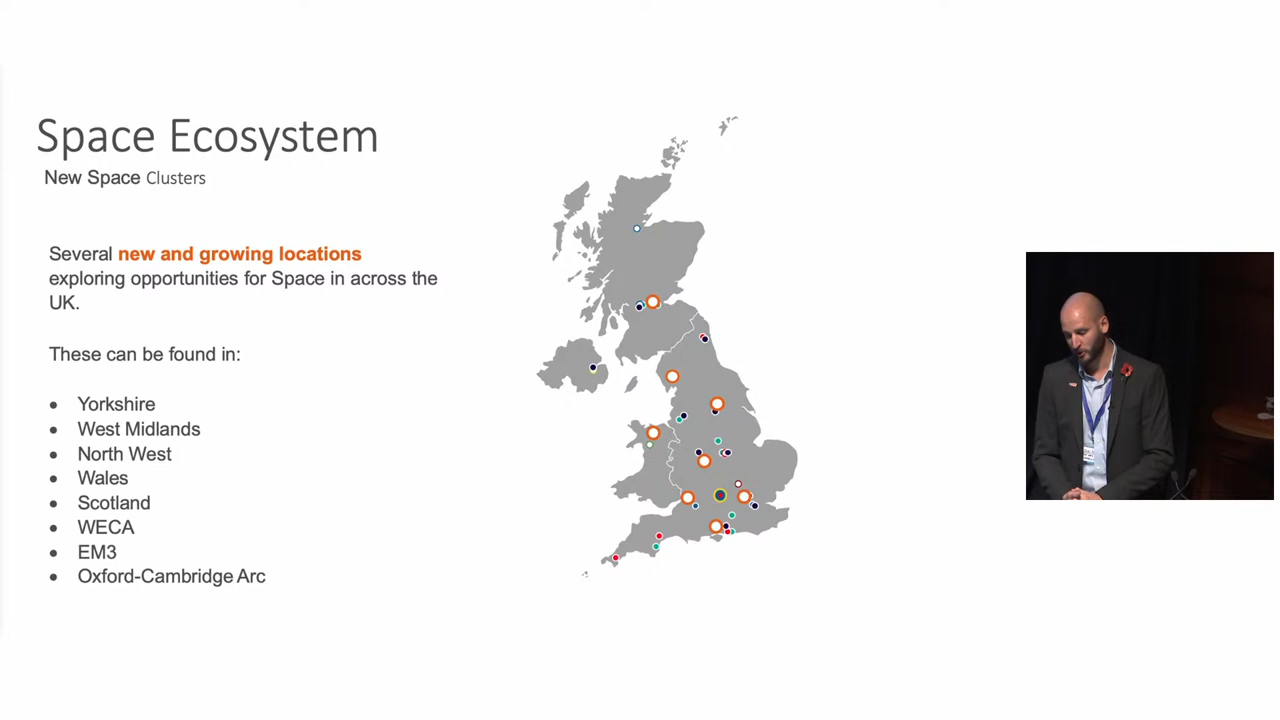 Space Ecosystem
New Space Clusters
Several new and growing locations
exploring opportunities for Space in across the
UK.
These can be found in:
• Yorkshire
• West Midlands
• North West
• Wales
• Scotland
• WECA
• EM3
• Oxford-Cambridge Arc